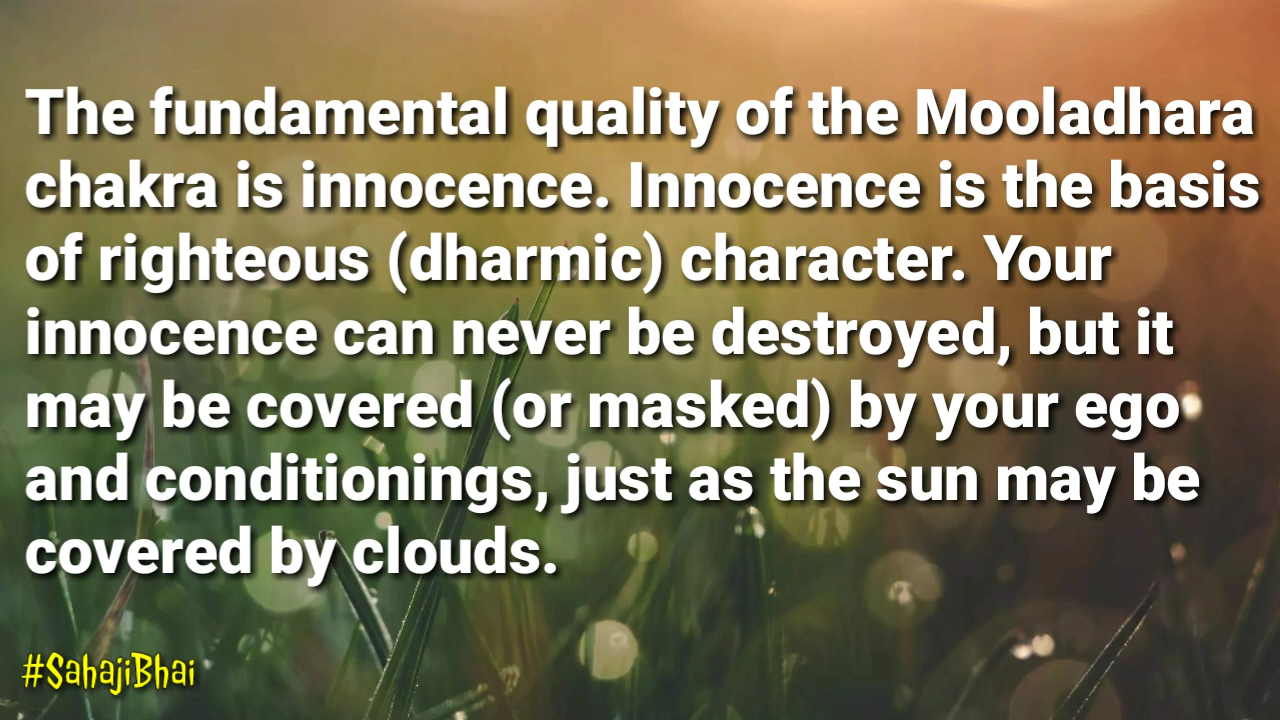 The fundamental quality of the Mooladhara
chakra is innocence. Innocence is the basis
of righteous (dharmic) character. Your
innocence can never be destroyed, but it
may be covered (or masked) by your ego
and conditionings, just as the sun may be
covered by clouds.
#SahajiBhai